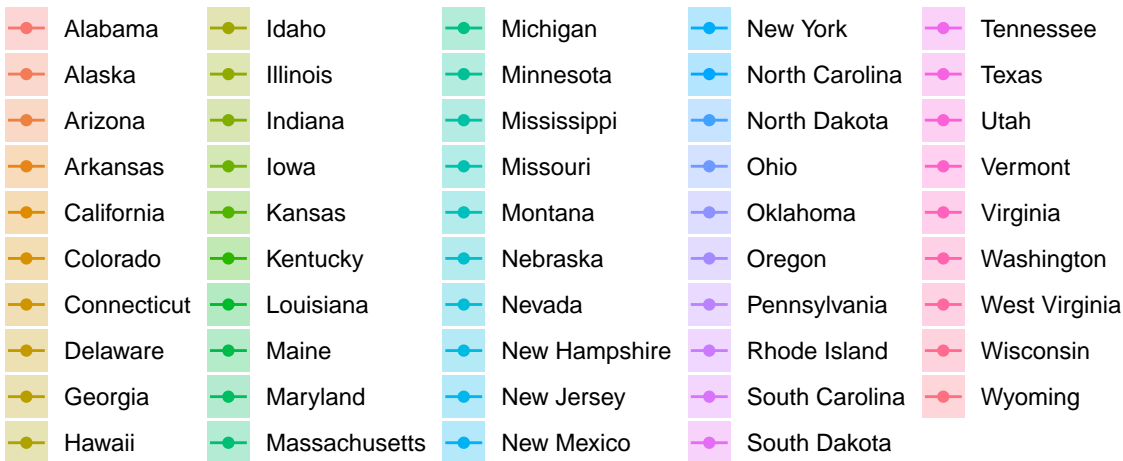 Alabama
Alaska
Arizona
Arkansas
California
Colorado
Connecticut
Delaware
Georgia
Hawaii
Idaho
Illinois
Indiana
Iowa
Kansas
Kentucky
Louisiana
Maine
Maryland
Massachusetts
Michigan
Minnesota
Mississippi
Missouri
Montana
Nebraska
Nevada
New Hampshire
New Jersey
New Mexico
New York
North Carolina
North Dakota
Ohio
Oklahoma
Oregon
Pennsylvania
Rhode Island
South Carolina
South Dakota
Tennessee
Texas
Utah
Vermont
Virginia
Washington
West Virginia
Wisconsin
Wyoming